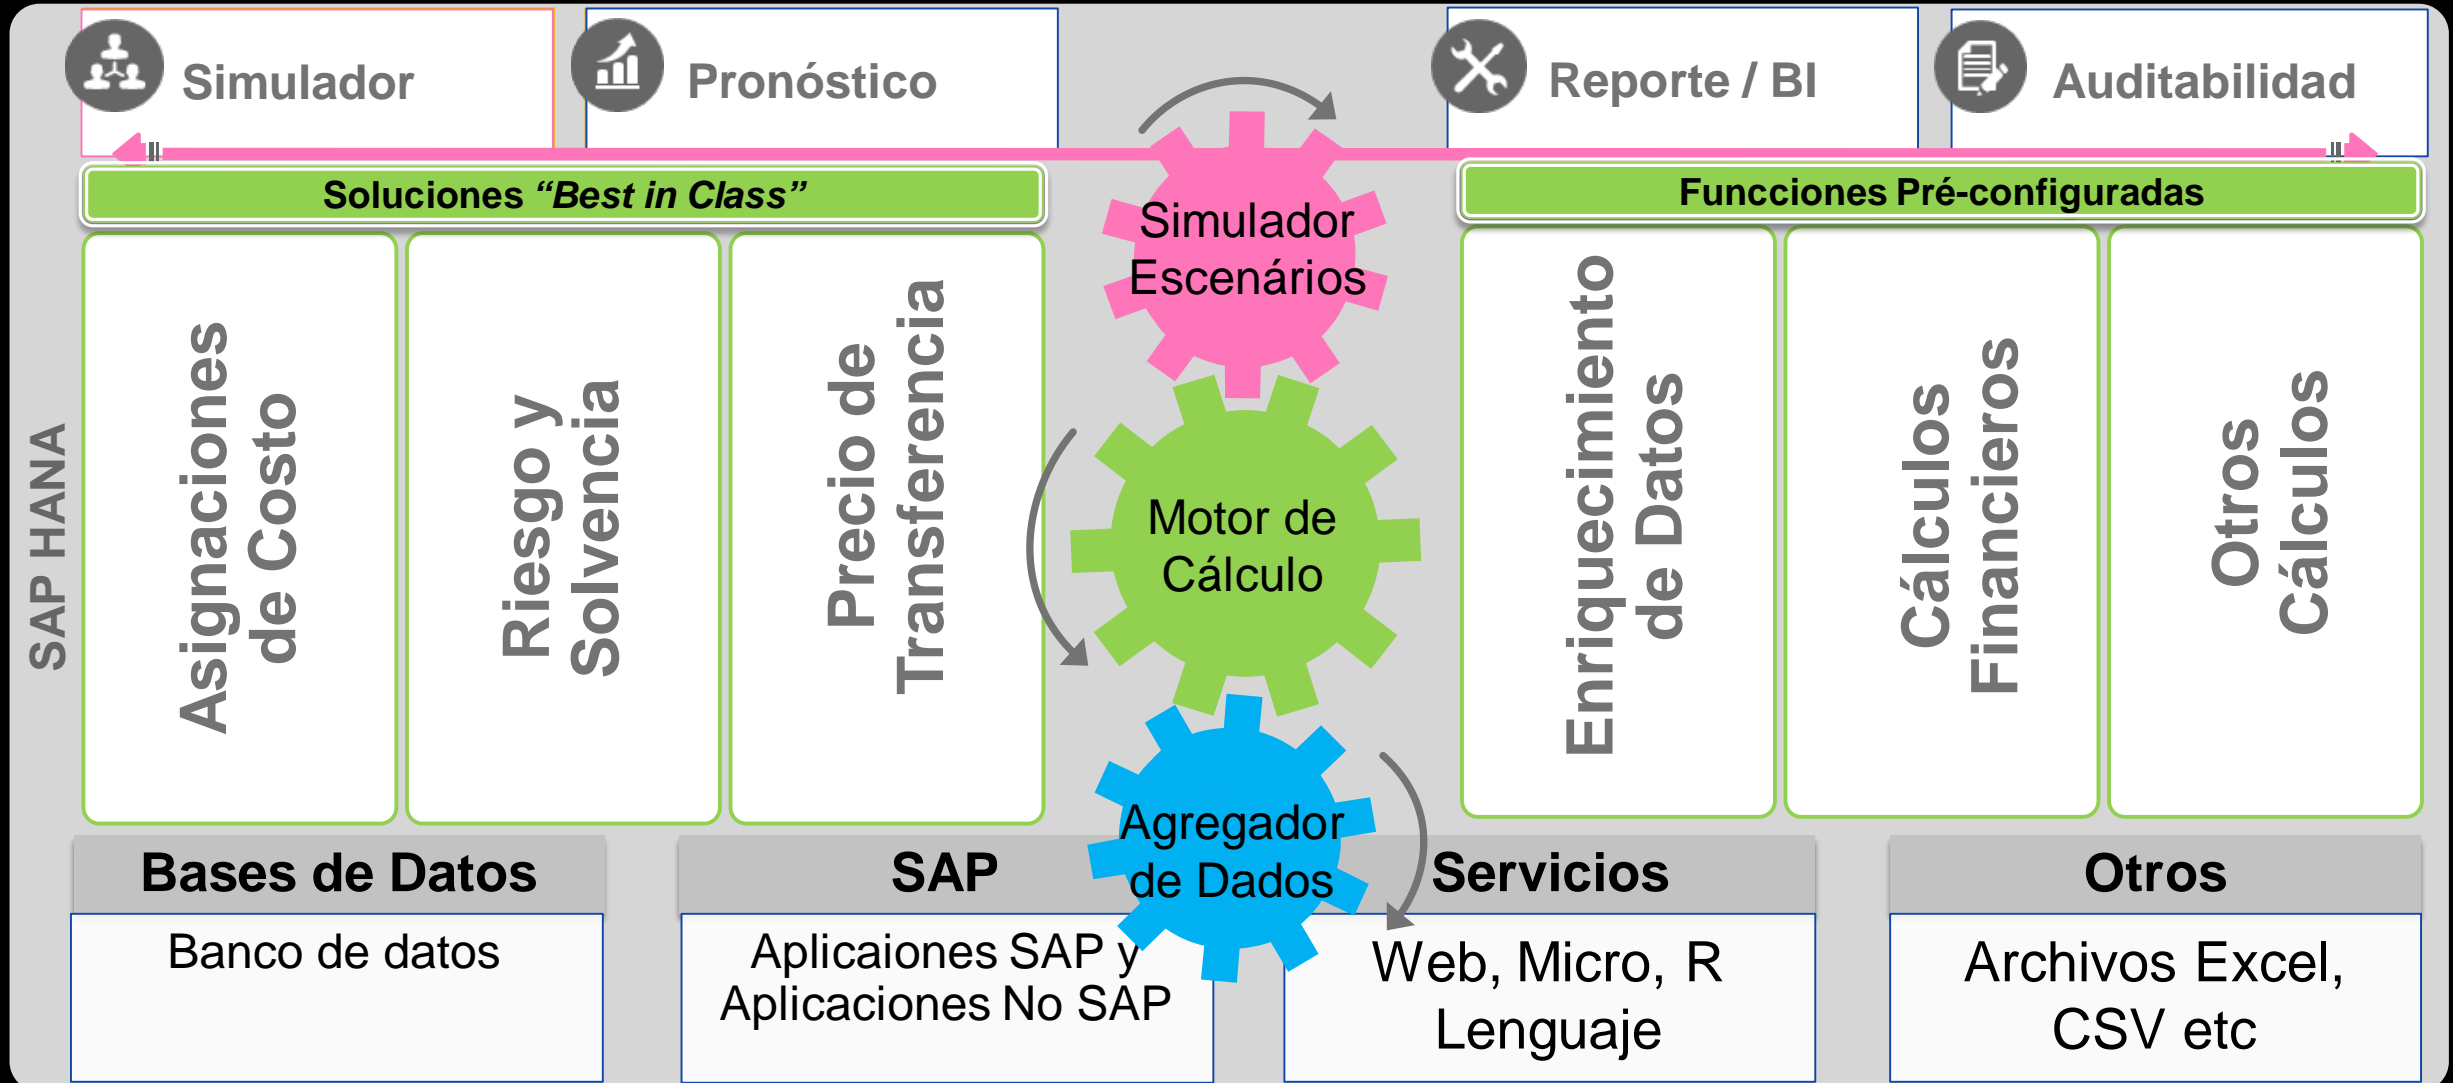 Simulador
Pronóstico
Reporte / BI
Auditabilidad
Soluciones “Best in Class”
Funcciones Pré-configuradas
Simulador
Escenários
SAP HANA
Asignaciones
de Costo
Riesgo y
Solvencia
Precio de
Transferencia
Motor de
Cálculo
Enriquecimiento
de Datos
Cálculos
Financieros
Otros
Cálculos
Agregador
de Dados
Bases de Datos
Banco de datos
SAP
Aplicaiones SAP y
Aplicaciones No SAP
Servicios
Web, Micro, R
Lenguaje
Otros
Archivos Excel,
CSV etc